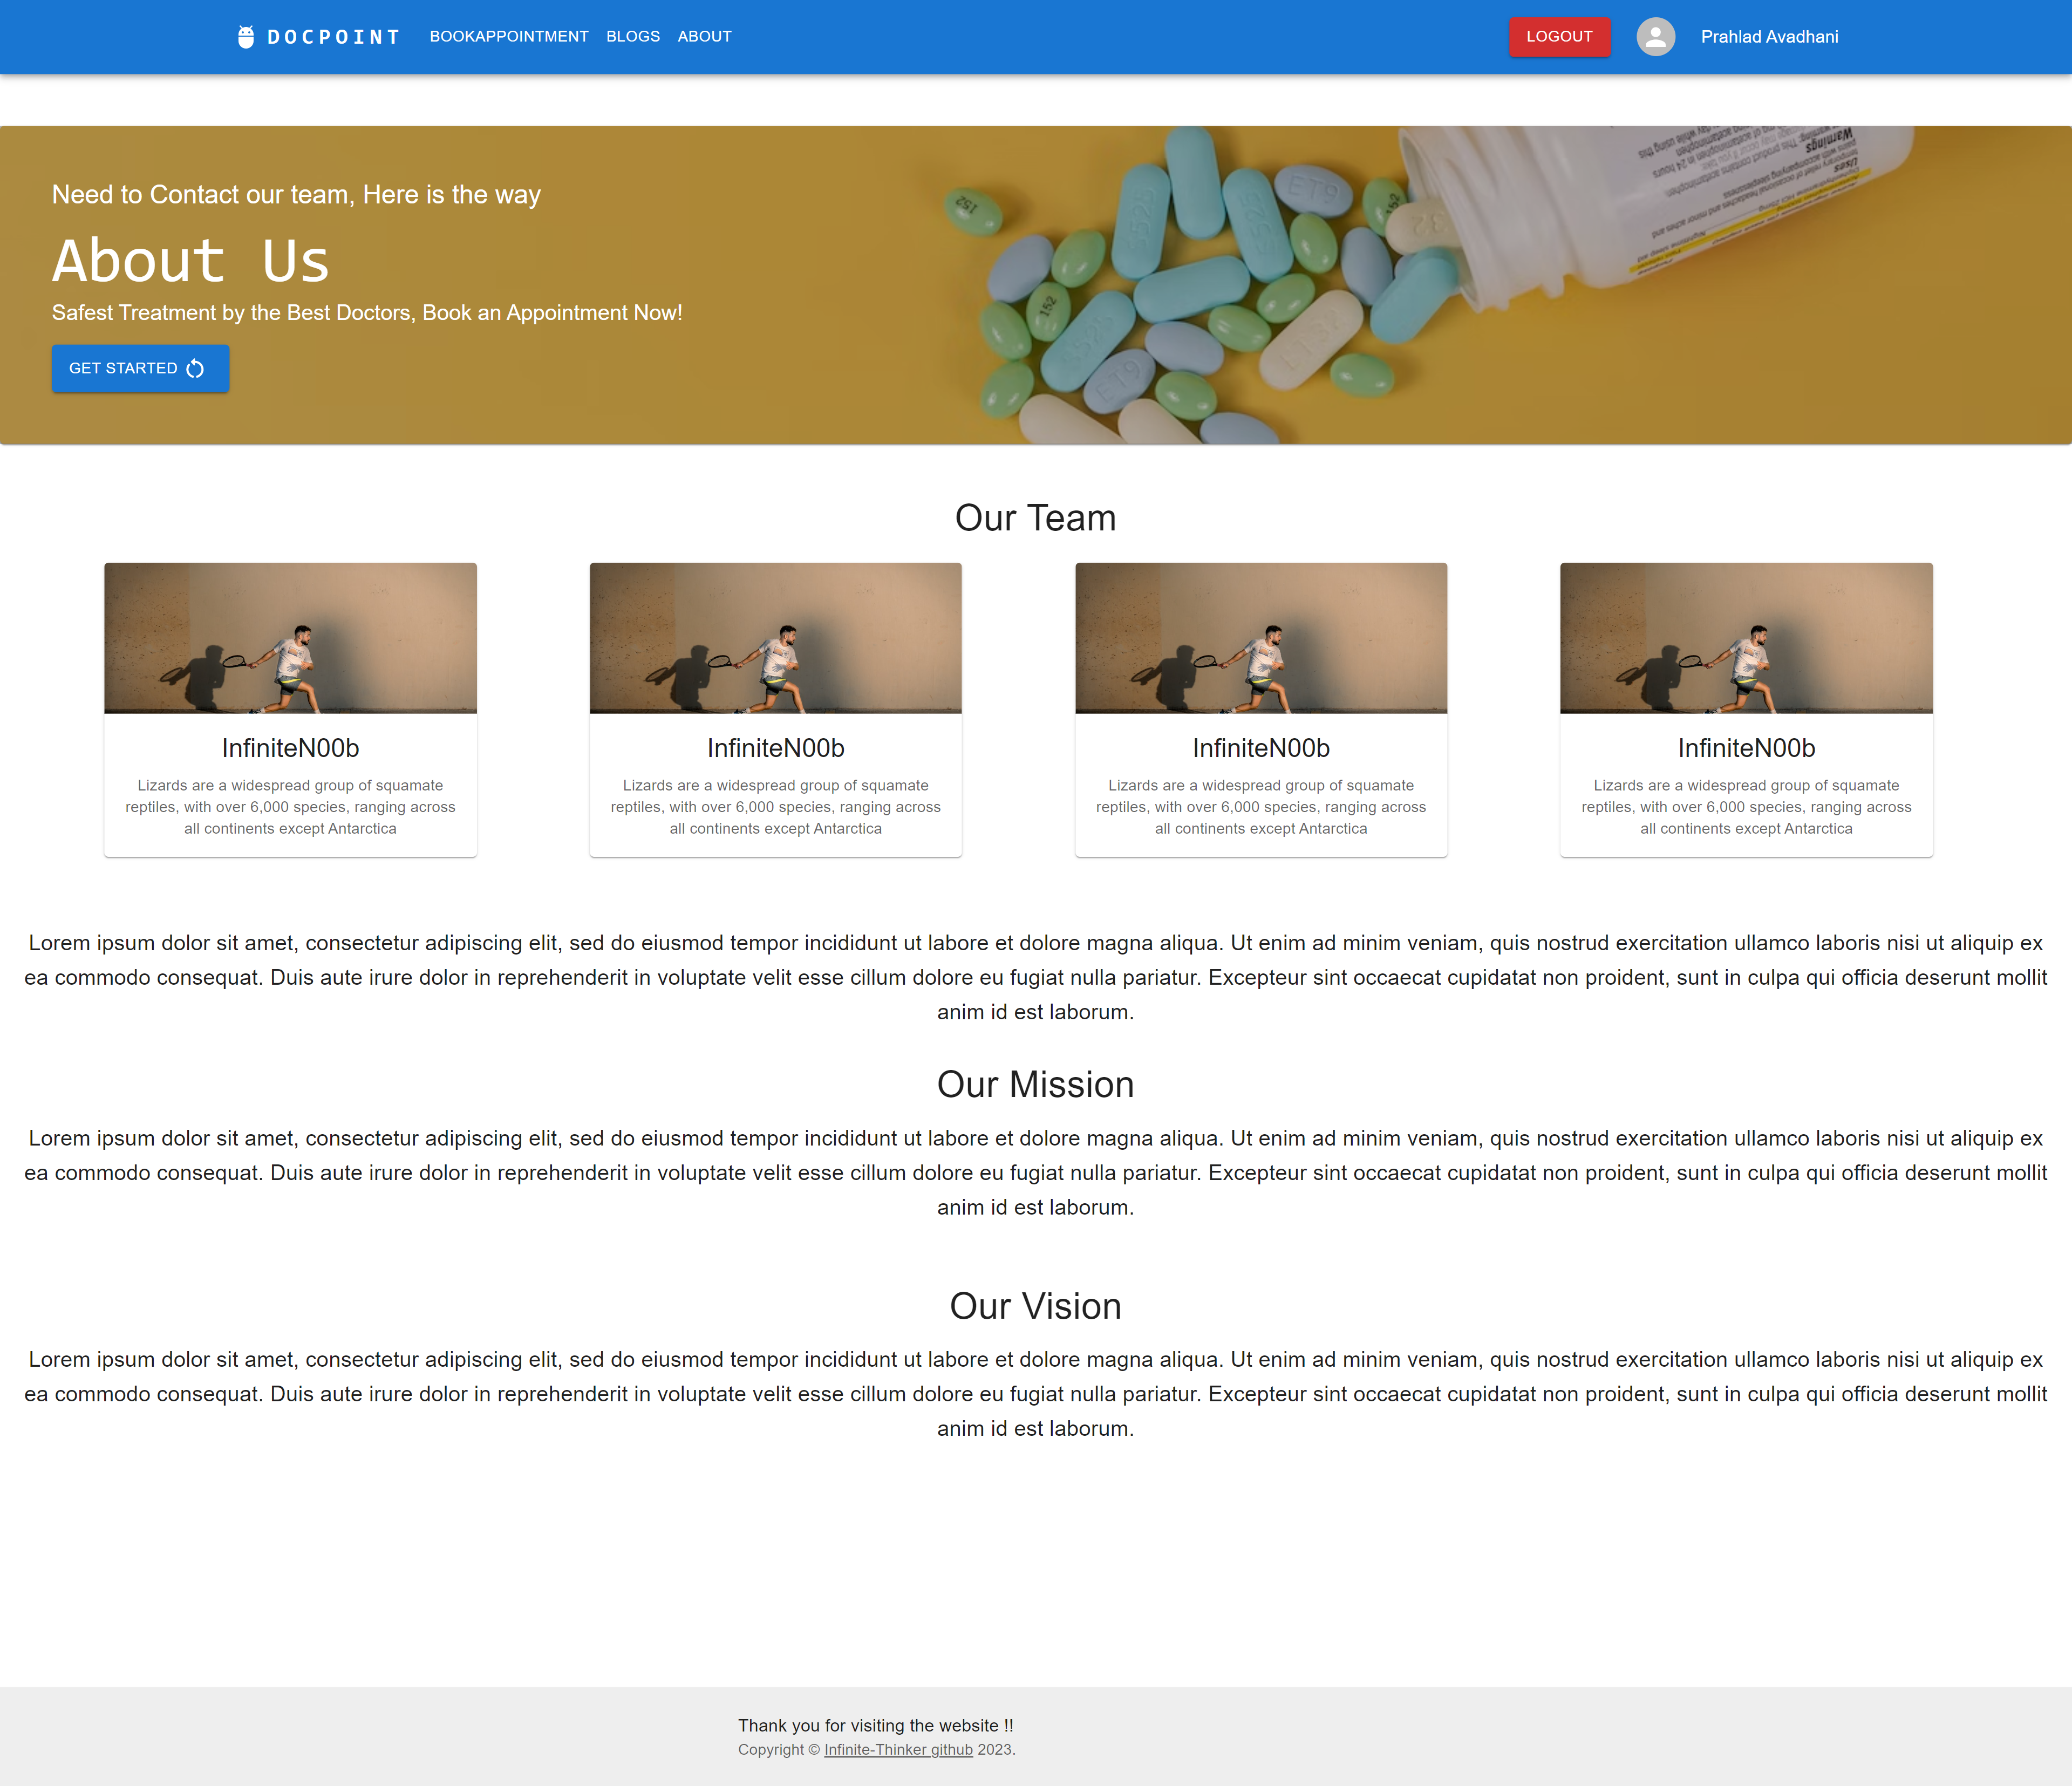 DOCPOINT BOOKAPPOINTMENT BLOGS ABOUT LOGOUT Prahlad Avadhani
Need to Contact our team, Here is the way
About Us
Safest Treatment by the Best Doctors, Book an Appointment Now!
GET STARTED
152
3525
3525
ET9
152
32
152
3525
ET9
Warnings
Uses
Our Team
InfiniteN00b
Lizards are a widespread group of squamate
reptiles, with over 6,000 species, ranging across
all continents except Antarctica
InfiniteN00b
Lizards are a widespread group of squamate
reptiles, with over 6,000 species, ranging across
all continents except Antarctica
InfiniteN00b
Lizards are a widespread group of squamate
reptiles, with over 6,000 species, ranging across
all continents except Antarctica
InfiniteN00b
Lizards are a widespread group of squamate
reptiles, with over 6,000 species, ranging across
all continents except Antarctica
Lorem ipsum dolor sit amet, consectetur adipiscing elit, sed do eiusmod tempor incididunt ut labore et dolore magna aliqua. Ut enim ad minim veniam, quis nostrud exercitation ullamco laboris nisi ut aliquip ex
ea commodo consequat. Duis aute irure dolor in reprehenderit in voluptate velit esse cillum dolore eu fugiat nulla pariatur. Excepteur sint occaecat cupidatat non proident, sunt in culpa qui officia deserunt mollit
anim id est laborum.
Our Mission
Lorem ipsum dolor sit amet, consectetur adipiscing elit, sed do eiusmod tempor incididunt ut labore et dolore magna aliqua. Ut enim ad minim veniam, quis nostrud exercitation ullamco laboris nisi ut aliquip ex
ea commodo consequat. Duis aute irure dolor in reprehenderit in voluptate velit esse cillum dolore eu fugiat nulla pariatur. Excepteur sint occaecat cupidatat non proident, sunt in culpa qui officia deserunt mollit
anim id est laborum.
Our Vision
Lorem ipsum dolor sit amet, consectetur adipiscing elit, sed do eiusmod tempor incididunt ut labore et dolore magna aliqua. Ut enim ad minim veniam, quis nostrud exercitation ullamco laboris nisi ut aliquip ex
ea commodo consequat. Duis aute irure dolor in reprehenderit in voluptate velit esse cillum dolore eu fugiat nulla pariatur. Excepteur sint occaecat cupidatat non proident, sunt in culpa qui officia deserunt mollit
anim id est laborum.
Thank you for visiting the website !!
Copyright © Infinite-Thinker github 2023.